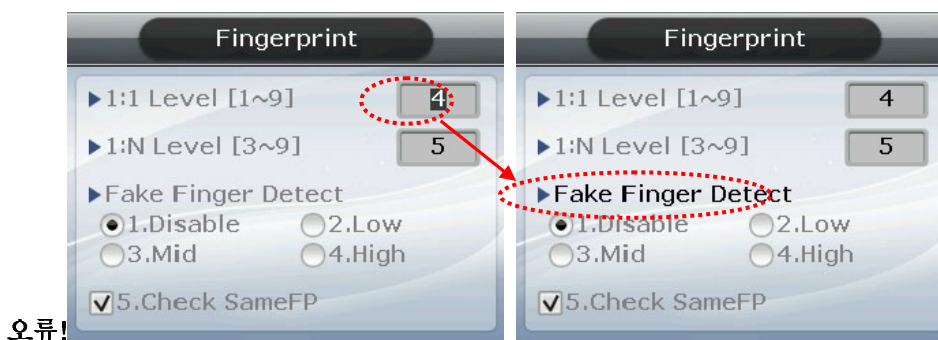 Fingerprint
1:1 Level [1~9] 4
1:N Level [3~9] 5
Fake Finger Detect
1.Disable 2.Low
3.Mid 4.High
5.Check SameFP
Fingerprint
1:1 Level [1~9] 4
1:N Level [3~9] 5
Fake Finger Detect
1.Disable 2.Low
3.Mid 4.High
5.Check SameFP
오류!